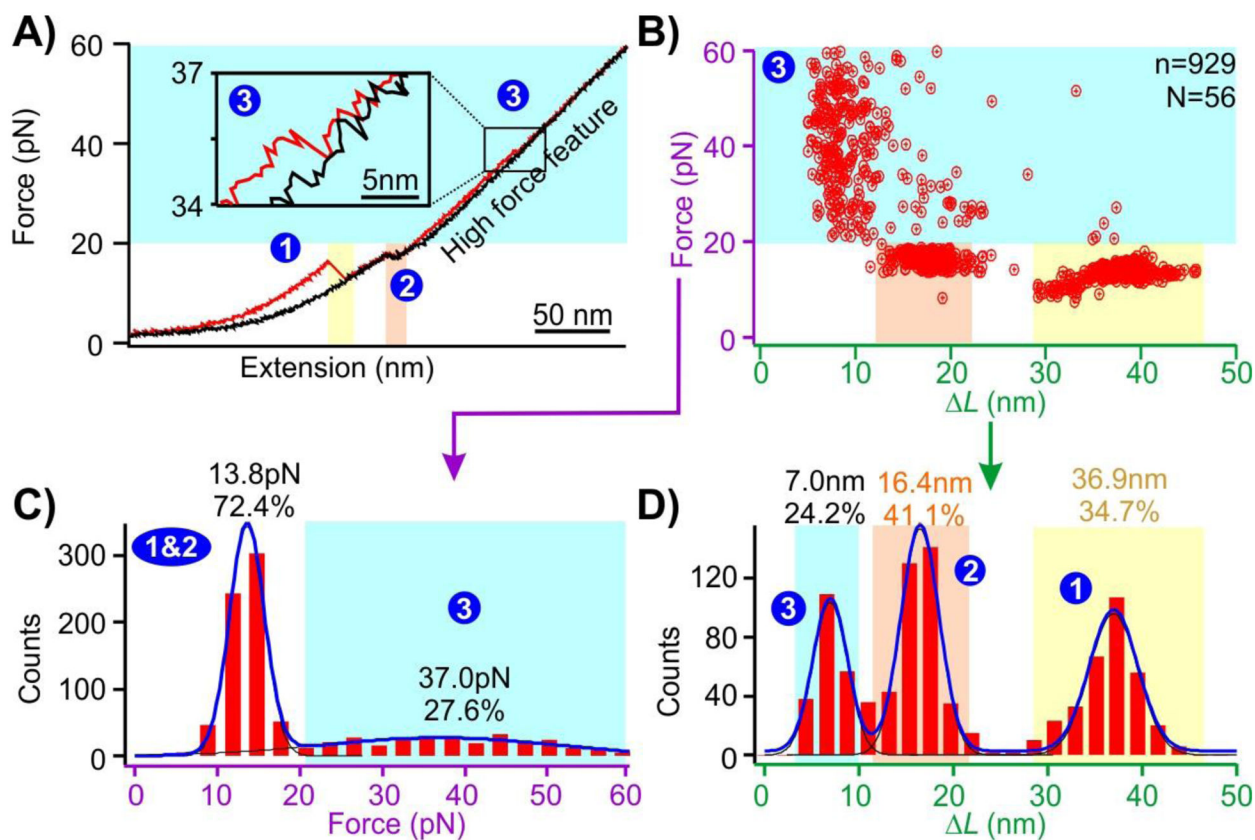 A)
Force (pN)
60
40
20
0
37
34
3
5nm
3
High force feature
1
2
50 nm
Extension (nm)
B)
Force (pN)
60
50
40
30
20
10
0
3
n=929
N=56
0 10 20 30 40 50
ΔL (nm)
C)
13.8pN
72.4%
1&2
3
37.0pN
27.6%
Counts
300
200
100
0
0 10 20 30 40 50 60
Force (pN)
D)
7.0nm
24.2%
16.4nm
41.1%
36.9nm
34.7%
3
2
1
Counts
120
80
40
0
0 10 20 30 40 50
ΔL (nm)